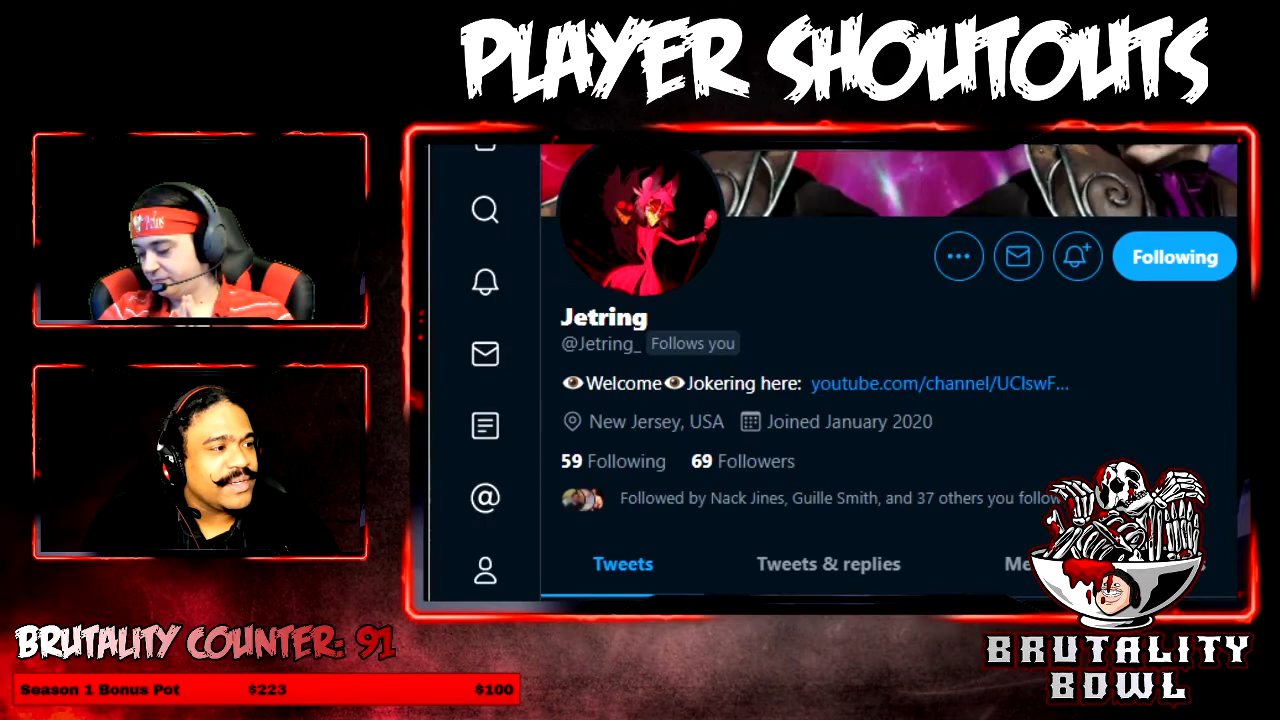 PLAYER SHOUTOUTS
Following
Jetring
@Jetring_ Follows you
👁Welcome👁Jokering here: youtube.com/channel/UCIswF...
New Jersey, USA Joined January 2020
59 Following 69 Followers
Followed by Nack Jines, Guille Smith, and 37 others you follow
Tweets Tweets & replies Me
BRUTALITY COUNTER: 91
Season 1 Bonus Pot $223 $100
BRUTALITY
BOWL